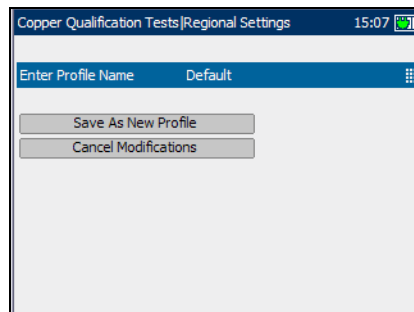 Copper Qualification Tests|Regional Settings 15:07
Enter Profile Name Default
Save As New Profile
Cancel Modifications